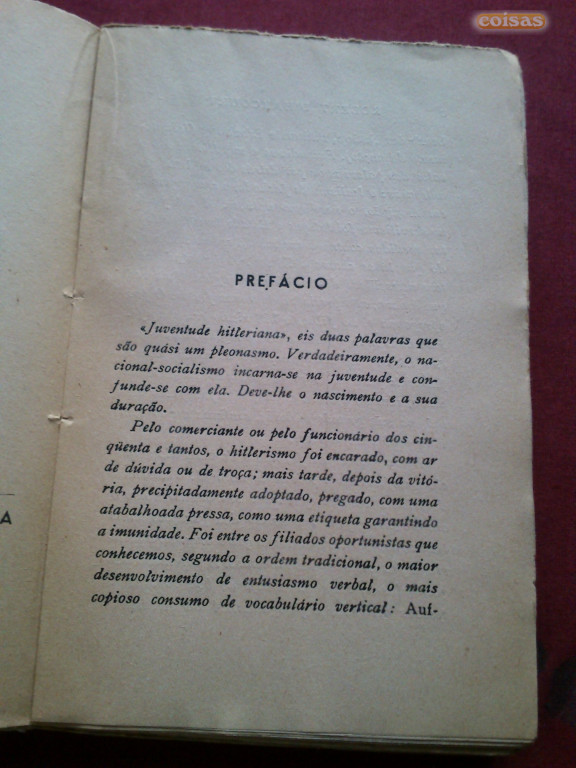 coisas
A
PREFÁCIO
«Juventude hitleriana», eis duas palavras que
são quási um pleonasmo. Verdadeiramente, o na-
cional-socialismo incarna-se na juventude e con-
funde-se com ela. Deve-lhe o nascimento e a sua
duração.
Pelo comerciante ou pelo funcionário dos cin-
qüenta e tantos, o hitlerismo foi encarado, com ar
de dúvida ou de troça; mais tarde, depois da vitó-
ria, precipitadamente adoptado, pregado, com uma
atabalhoada pressa, como uma etiqueta garantindo
a imunidade. Foi entre os filiados oportunistas que
conhecemos, segundo a ordem tradicional, o maior
desenvolvimento de entusiasmo verbal, o mais
copioso consumo de vocabulário vertical: Auf-